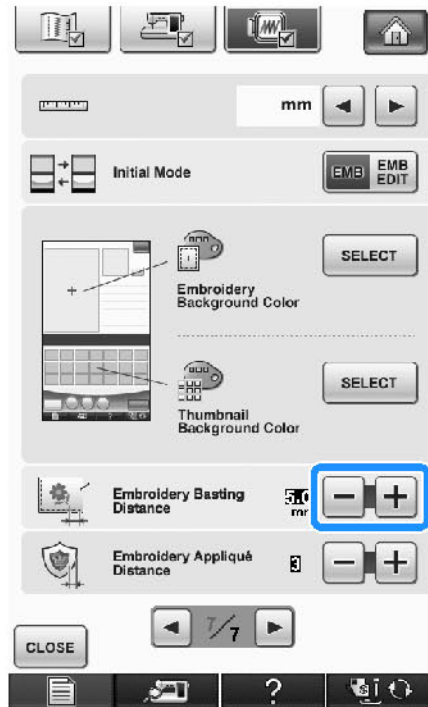 mm
Initial Mode
EMB
EMB
EDIT
SELECT
Embroidery
Background Color
SELECT
Thumbnail
Background Color
Embroidery Basting
Distance
5.0
Embroidery Appliqué
Distance
3
7/7
CLOSE
?